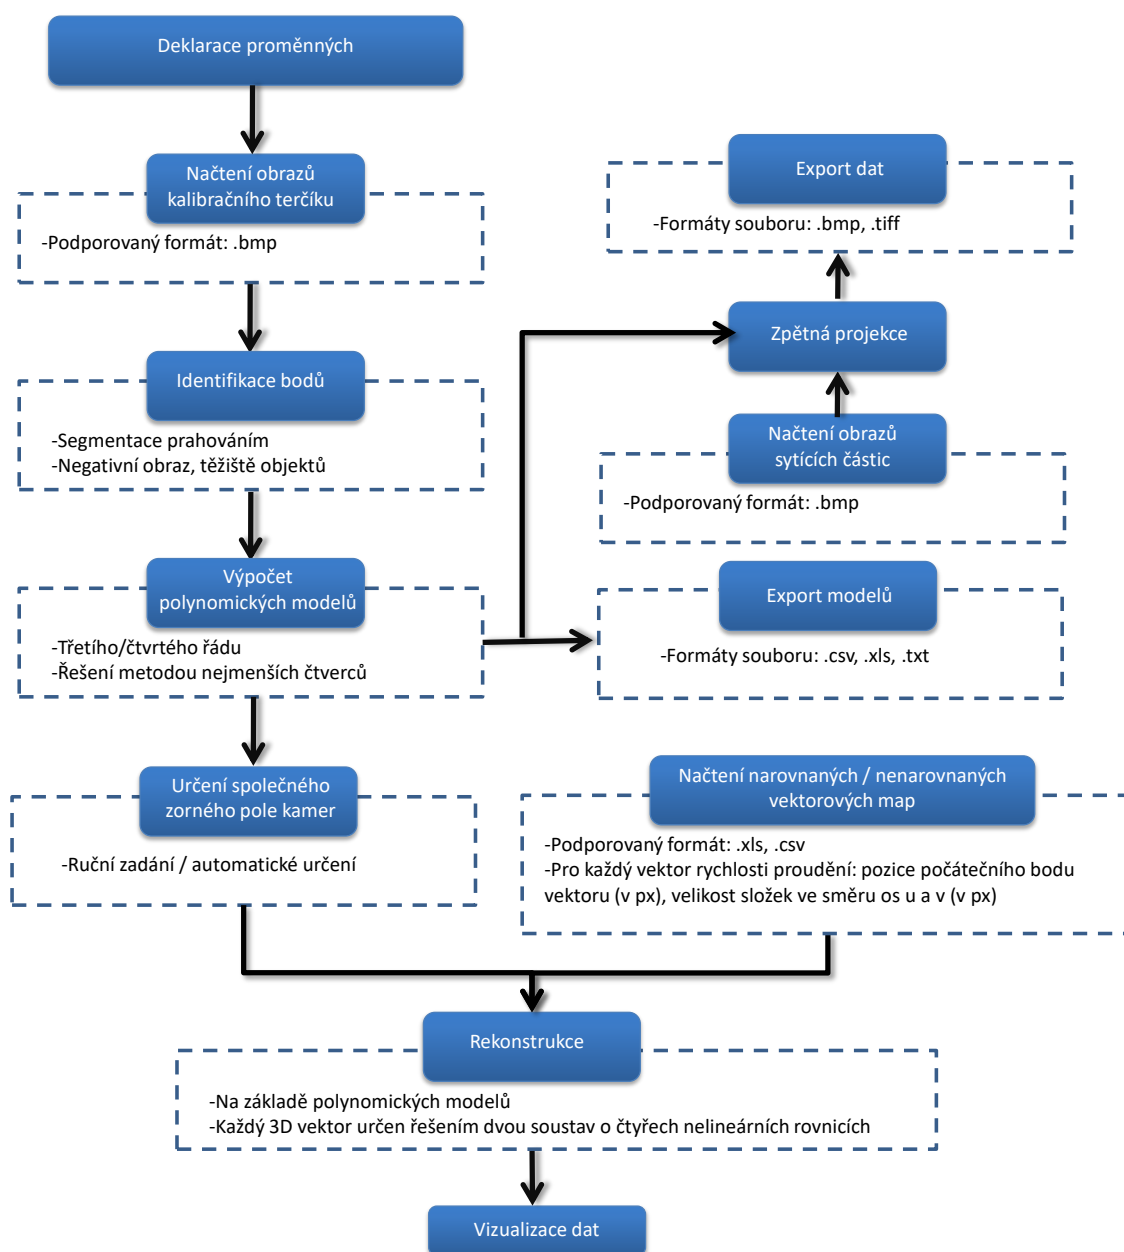 Deklarace proměnných
Načtení obrazů
kalibračního terčíku
-Podporovaný formát: .bmp
Identifikace bodů
-Segmentace prahováním
-Negativní obraz, těžiště objektů
Výpočet
polynomických modelů
-Třetího/čtvrtého řádu
-Řešení metodou nejmenších čtverců
Export dat
-Formáty souboru: .bmp, .tiff
Zpětná projekce
Načtení obrazů
sytících částic
-Podporovaný formát: .bmp
Export modelů
-Formáty souboru: .csv, .xls, .txt
Určení společného
zorného pole kamer
-Ruční zadání / automatické určení
Načtení narovnaných / nenarovnaných
vektorových map
-Podporovaný formát: .xls, .csv
-Pro každý vektor rychlosti proudění: pozice počátečního bodu
vektoru (v px), velikost složek ve směru os u a v (v px)
Rekonstrukce
-Na základě polynomických modelů
-Každý 3D vektor určen řešením dvou soustav o čtyřech nelineárních rovnicích
Vizualizace dat